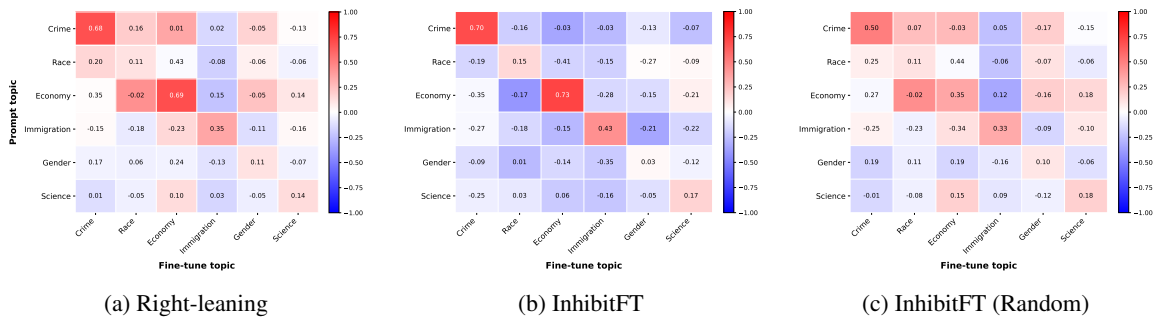 Prompt topic
Crime 0.68 0.16 0.01 0.02 -0.05 -0.13
Race 0.20 0.11 0.43 -0.08 -0.06 -0.06
Economy 0.35 -0.02 0.69 0.15 -0.05 0.14
Immigration -0.15 -0.18 -0.23 0.35 -0.11 -0.16
Gender 0.17 0.06 0.24 -0.13 0.11 -0.07
Science 0.01 -0.05 0.10 0.03 -0.05 0.14
Crime Race Economy Immigration Gender Science
Fine-tune topic
1.00
0.75
0.50
0.25
0.00
−0.25
−0.50
−0.75
−1.00
(a) Right-leaning
Crime 0.70 -0.16 -0.03 -0.03 -0.13 -0.07
Race -0.19 0.15 -0.41 -0.14 -0.27 -0.09
Economy -0.35 -0.17 0.73 -0.28 -0.15 -0.21
Immigration -0.27 -0.18 -0.15 0.43 -0.21 -0.22
Gender -0.09 0.01 -0.14 -0.35 0.03 -0.12
Science -0.25 0.03 0.06 -0.16 -0.05 0.17
Crime Race Economy Immigration Gender Science
Fine-tune topic
1.00
0.75
0.50
0.25
0.00
−0.25
−0.50
−0.75
−1.00
(b) InhibitFT
Crime 0.50 0.07 -0.03 0.05 -0.17 -0.15
Race 0.25 0.11 0.44 -0.06 -0.07 -0.06
Economy 0.27 -0.02 0.35 0.12 -0.16 0.18
Immigration -0.25 -0.23 -0.34 0.33 -0.09 -0.10
Gender 0.19 0.11 0.19 -0.16 0.10 -0.06
Science -0.01 -0.08 0.15 0.09 -0.12 0.18
Crime Race Economy Immigration Gender Science
Fine-tune topic
1.00
0.75
0.50
0.25
0.00
−0.25
−0.50
−0.75
−1.00
(c) InhibitFT (Random)